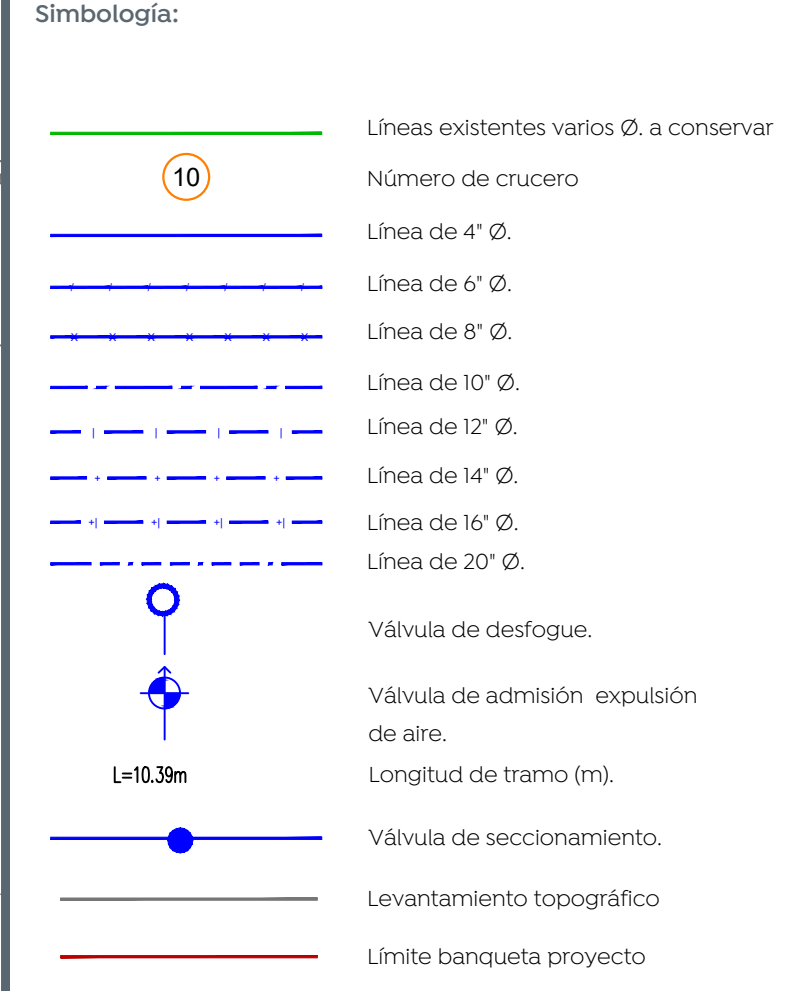 Simbología:
Líneas existentes varios Ø. a conservar
10
Número de crucero
Línea de 4" Ø.
Línea de 6" Ø.
Línea de 8" Ø.
Línea de 10" Ø.
Línea de 12" Ø.
Línea de 14" Ø.
Línea de 16" Ø.
Línea de 20" Ø.
Válvula de desfogue.
Válvula de admisión expulsión
de aire.
L=10.39m
Longitud de tramo (m).
Válvula de seccionamiento.
Levantamiento topográfico
Límite banqueta proyecto